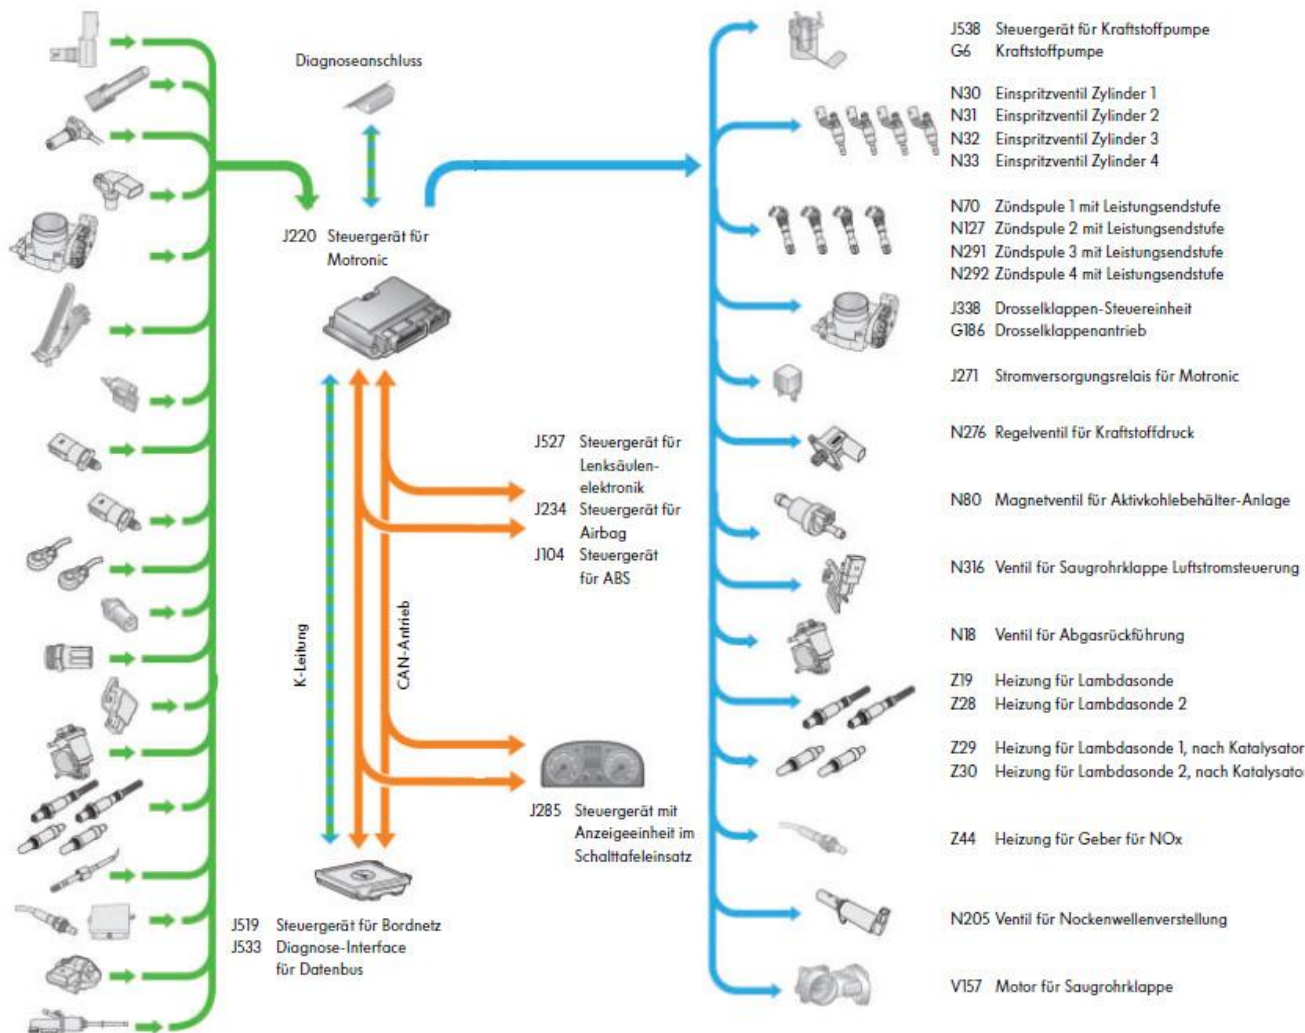 Diagnoseanschluss
J220 Steuergerät für
Motronic
J527 Steuergerät für
Lenksäulen-
elektronik
J234 Steuergerät für
Airbag
J104 Steuergerät
für ABS
K-Leitung
CAN-Antrieb
J285 Steuergerät mit
Anzeigeeinheit im
Schalttafeleinsatz
J519 Steuergerät für Bordnetz
J533 Diagnose-Interface
für Datenbus
J538 Steuergerät für Kraftstoffpumpe
G6 Kraftstoffpumpe
N30 Einspritzventil Zylinder 1
N31 Einspritzventil Zylinder 2
N32 Einspritzventil Zylinder 3
N33 Einspritzventil Zylinder 4
N70 Zündspule 1 mit Leistungsendstufe
N127 Zündspule 2 mit Leistungsendstufe
N291 Zündspule 3 mit Leistungsendstufe
N292 Zündspule 4 mit Leistungsendstufe
J338 Drosselklappen-Steuereinheit
G186 Drosselklappenantrieb
J271 Stromversorgungsrelais für Motronic
N276 Regelventil für Kraftstoffdruck
N80 Magnetventil für Aktivkohlebehälter-Anlage
N316 Ventil für Saugrohrklappe Luftstromsteuerung
N18 Ventil für Abgasrückführung
Z19 Heizung für Lambdasonde
Z28 Heizung für Lambdasonde 2
Z29 Heizung für Lambdasonde 1, nach Katalysator
Z30 Heizung für Lambdasonde 2, nach Katalysato
Z44 Heizung für Geber für NOx
N205 Ventil für Nockenwellenverstellung
V157 Motor für Saugrohrklappe